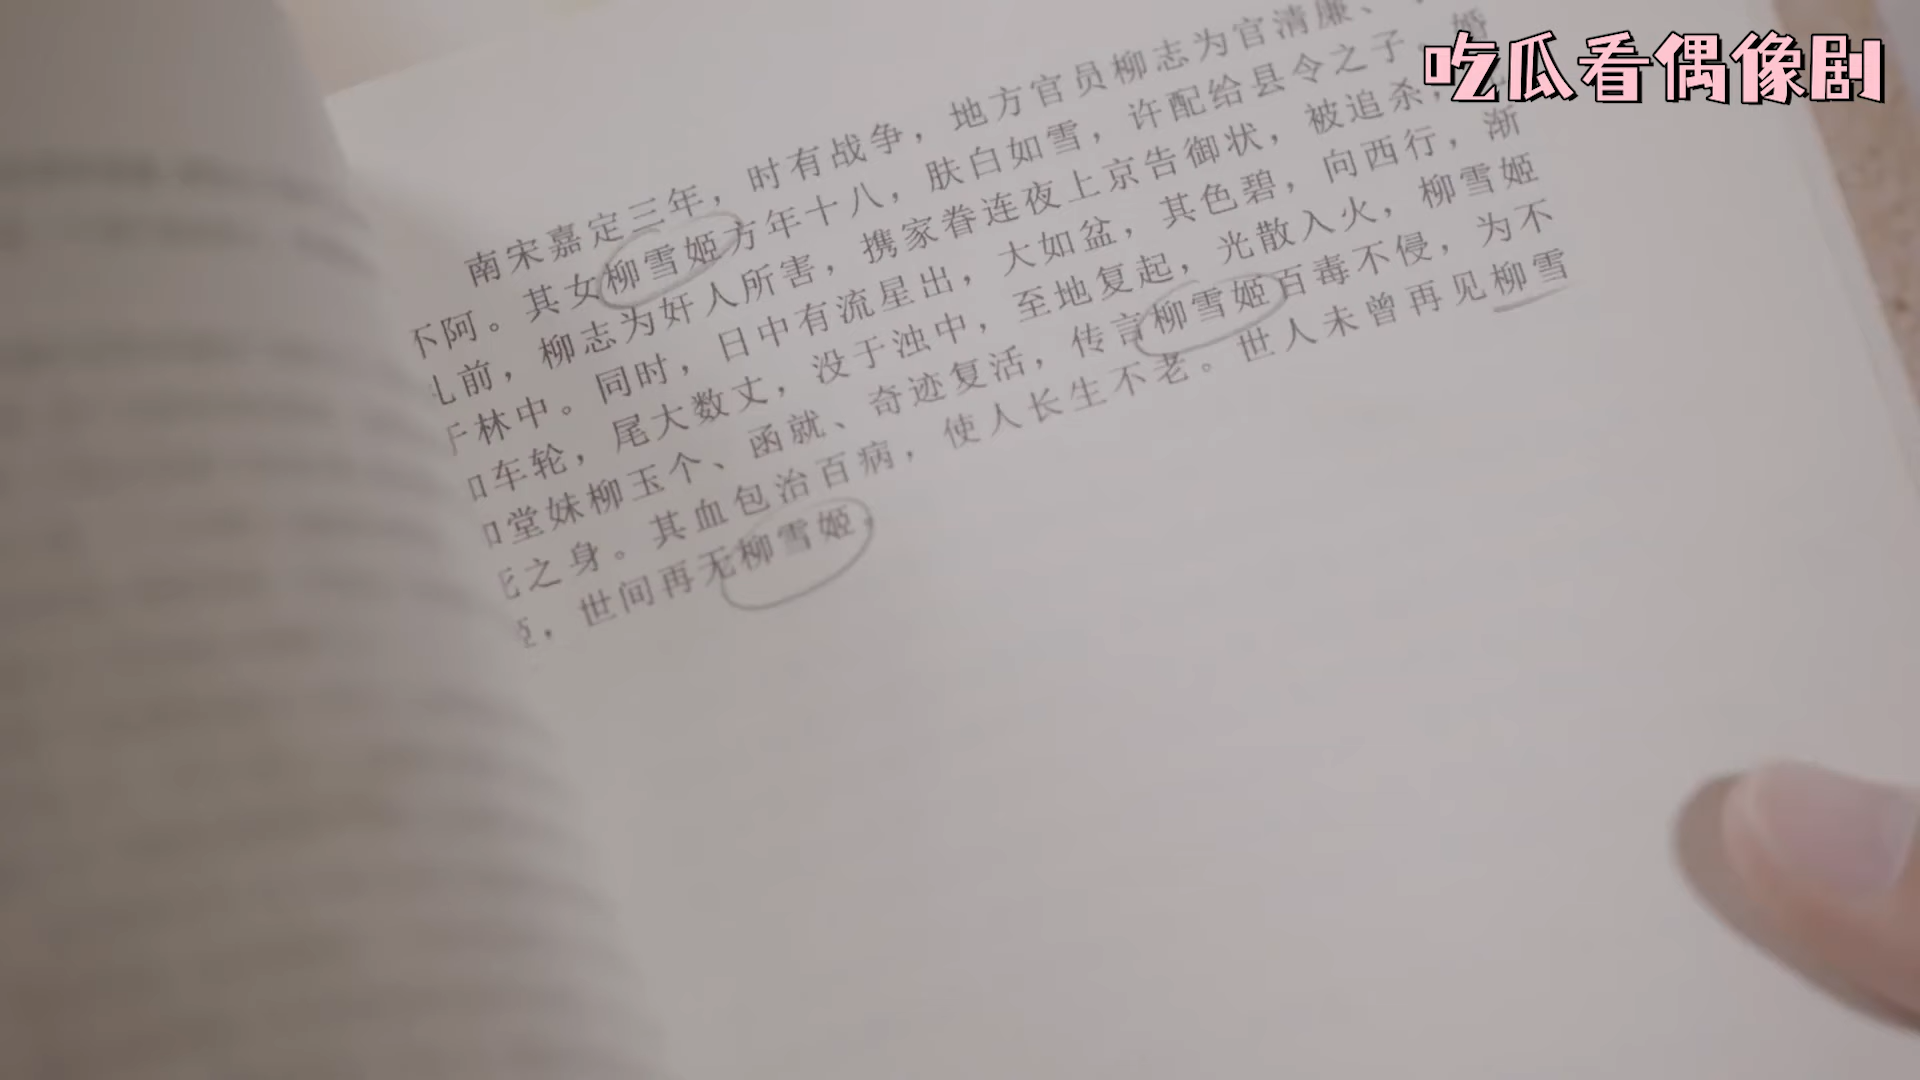 吃瓜看偶像剧
南宋嘉定三年，时有战争，地方官员柳志为官清廉、
不阿。其女柳雪姬方年十八，肤白如雪，许配给县令之子。婚
礼前，柳志为奸人所害，携家眷连夜上京告御状，被追杀，
于林中。同时，日中有流星出，大如盆，其色碧，向西行，渐
如车轮，尾大数丈，没于浊中，至地复起，光散入火，柳雪姬
和堂妹柳玉个、函就、奇迹复活，传言柳雪姬百毒不侵，为不
死之身。其血包治百病，使人长生不老。世人未曾再见柳雪
姬，世间再无柳雪姬。